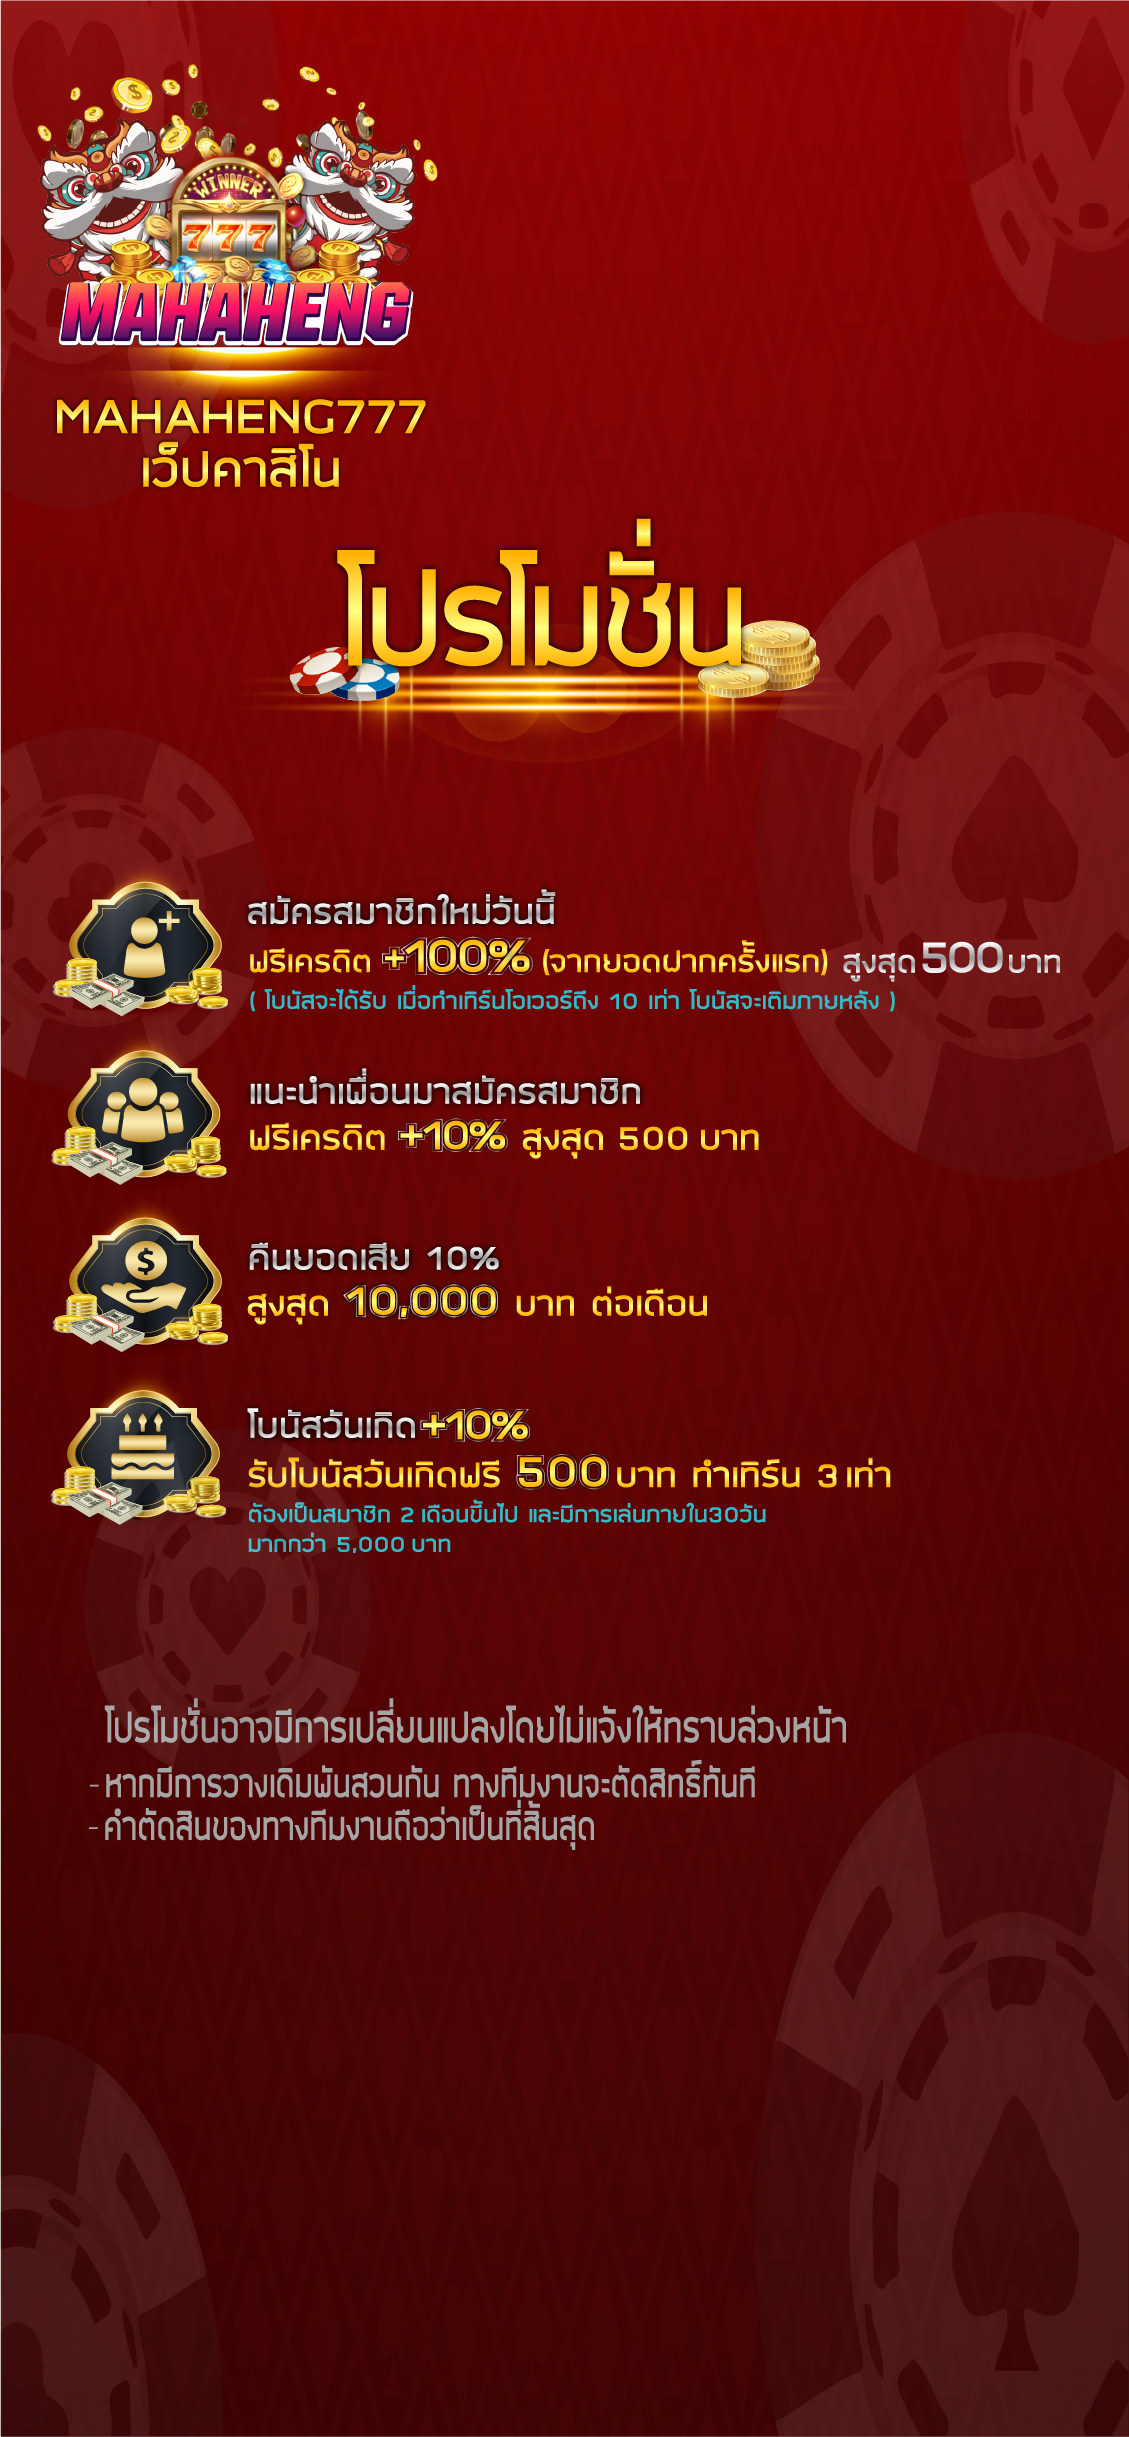 WINNER
777
MAHAHENG
MAHAHENG777
เว็ปคาสิโน
โปรโมชั่น
สมัครสมาชิกใหม่วันนี้
ฟรีเครดิต +100% (จากยอดฝากครั้งแรก) สูงสุด 500 บาท
( โบนัสจะได้รับ เมื่อทำเทิร์นโอเวอร์ถึง 10 เท่า โบนัสจะเติมภายหลัง )
แนะนำเพื่อนมาสมัครสมาชิก
ฟรีเครดิต +10% สูงสุด 500 บาท
คืนยอดเสีย 10%
สูงสุด 10,000 บาท ต่อเดือน
โบนัสวันเกิด +10%
รับโบนัสวันเกิดฟรี 500 บาท ทำเทิร์น 3 เท่า
ต้องเป็นสมาชิก 2 เดือนขึ้นไป และมีการเล่นภายใน30วัน
มากกว่า 5,000 บาท
โปรโมชั่นอาจมีการเปลี่ยนแปลงโดยไม่แจ้งให้ทราบล่วงหน้า
-หากมีการวางเดิมพันสวนกัน ทางทีมงานจะตัดสิทธิ์ทันที
-คำตัดสินของทางทีมงานถือว่าเป็นที่สิ้นสุด